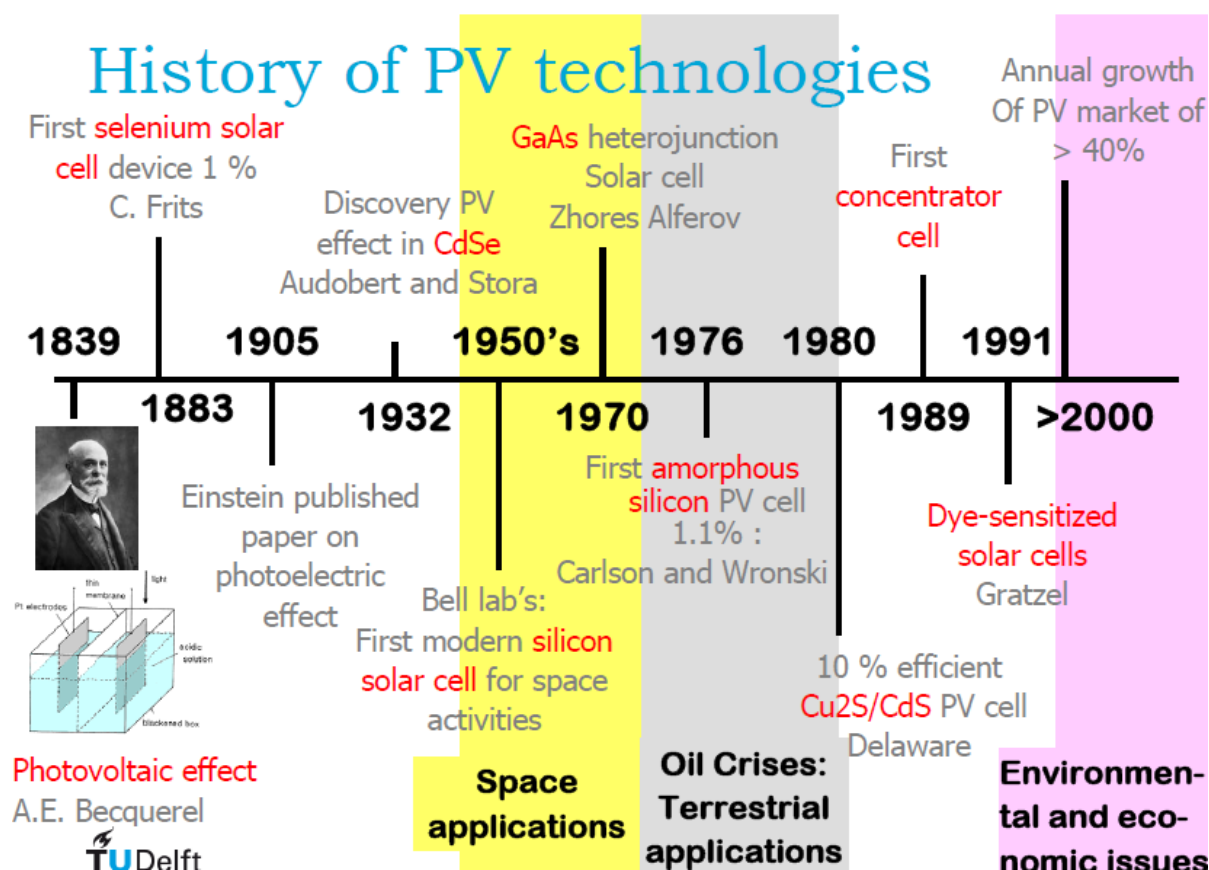 History of PV technologies
First selenium solar
cell device 1 %
C. Frits
Discovery PV
effect in CdSe
Audobert and Stora
GaAs heterojunction
Solar cell
Zhores Alferov
First
concentrator
cell
Annual growth
Of PV market of
> 40%
1839
1905
1950's
1976
1980
1991
1883
1932
1970
1989
>2000
Einstein published
paper on
photoelectric
effect
Bell lab's:
First modern silicon
solar cell for space
activities
First amorphous
silicon PV cell
1.1% :
Carlson and Wronski
10 % efficient
Cu2S/CdS PV cell
Delaware
Dye-sensitized
solar cells
Gratzel
thin
membrane
light
Pt electrodes
acidic
solution
blackened box
Photovoltaic effect
A.E. Becquerel
TU Delft
Space
applications
Oil Crises:
Terrestrial
applications
Environmen-
tal and eco-
nomic issues